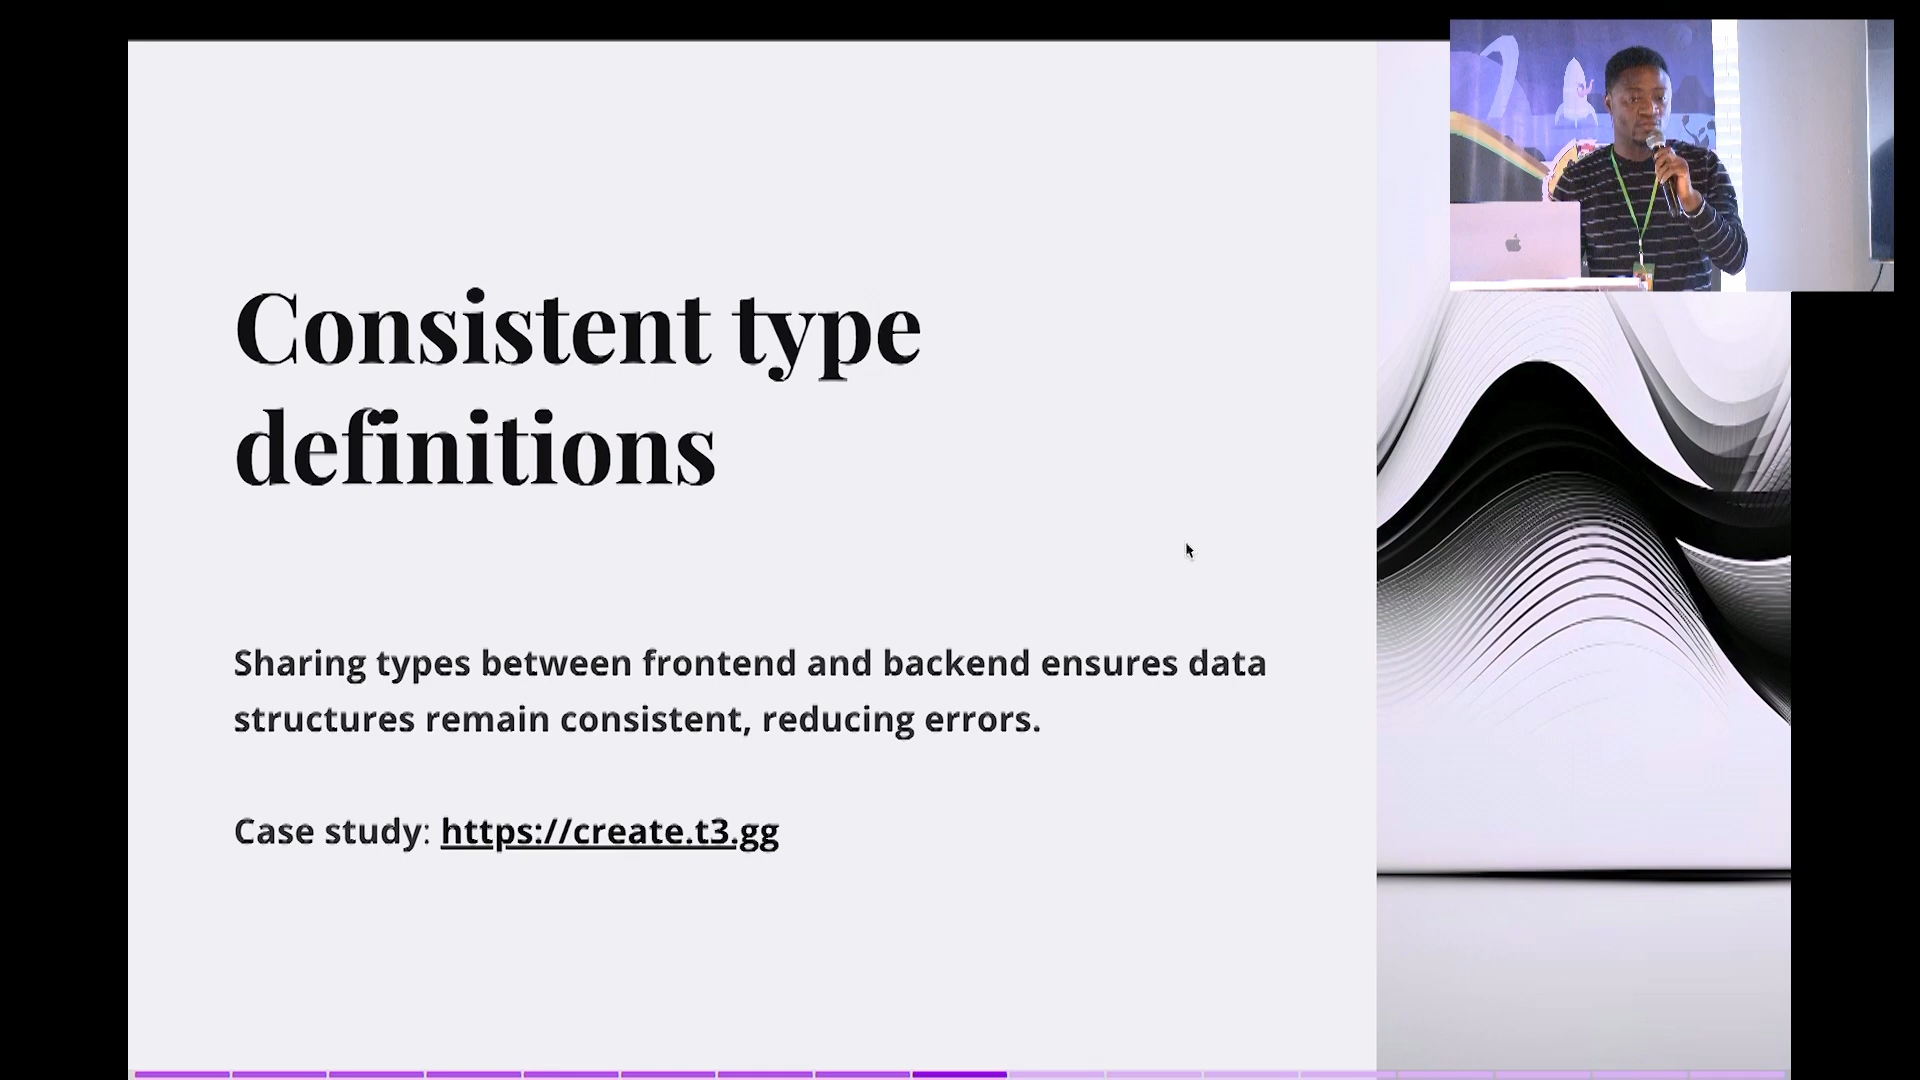 Consistent type
definitions
Sharing types between frontend and backend ensures data
structures remain consistent, reducing errors.
Case study: https://create.t3.gg